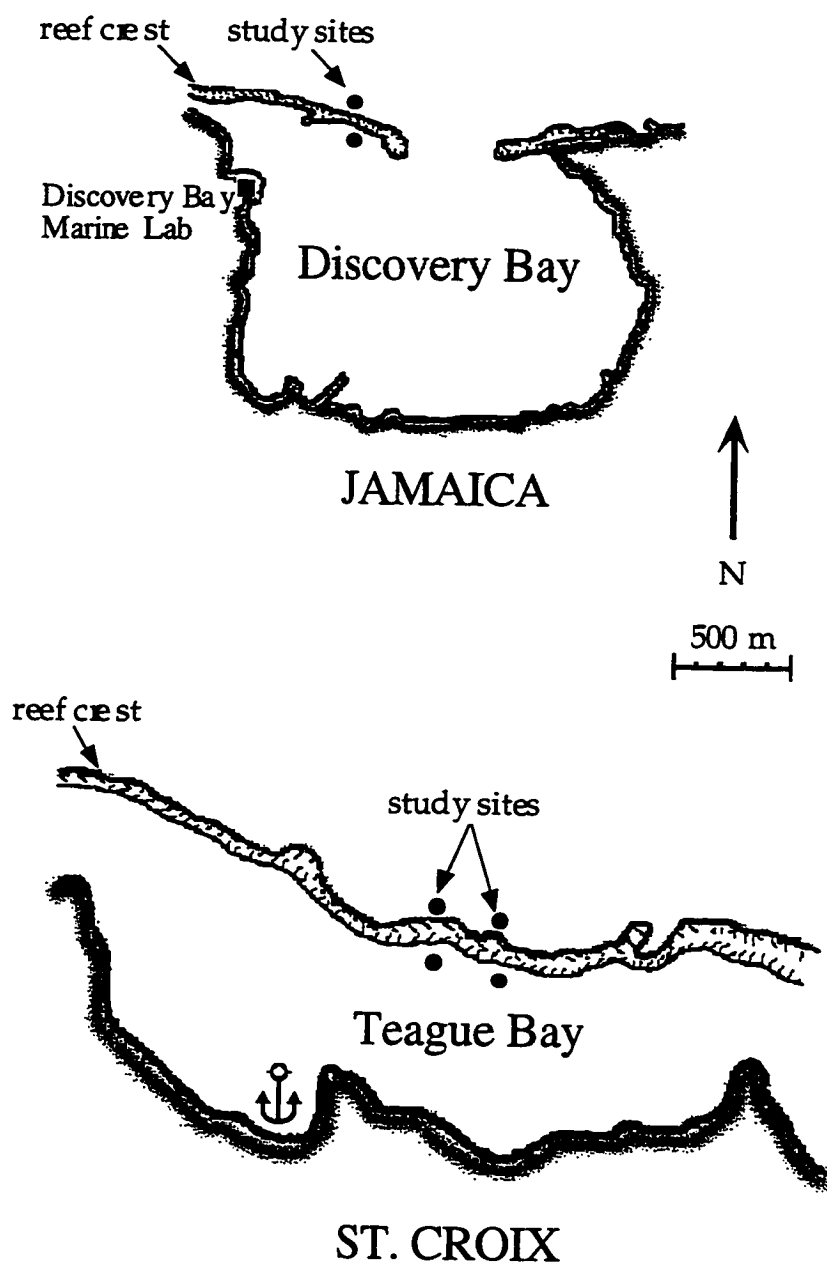 reef crest
study sites
Discovery Bay
Marine Lab
Discovery Bay
JAMAICA
N
500 m
reef crest
study sites
Teague Bay
ST. CROIX